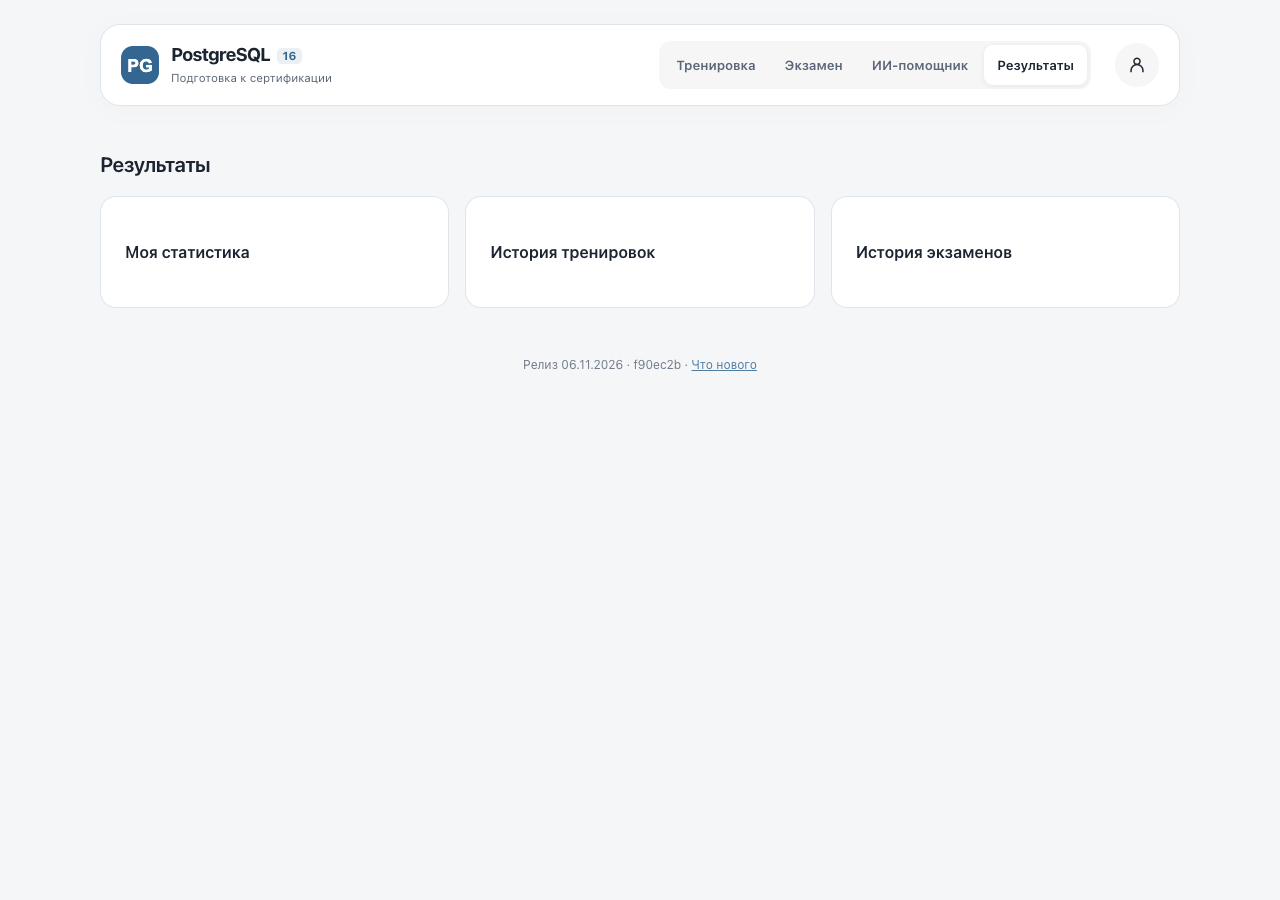 PG
PostgreSQL 16
Подготовка к сертификации
Тренировка
Экзамен
ИИ-помощник
Результаты
Результаты
Моя статистика
История тренировок
История экзаменов
Релиз 06.11.2026 · f90ec2b · Что нового